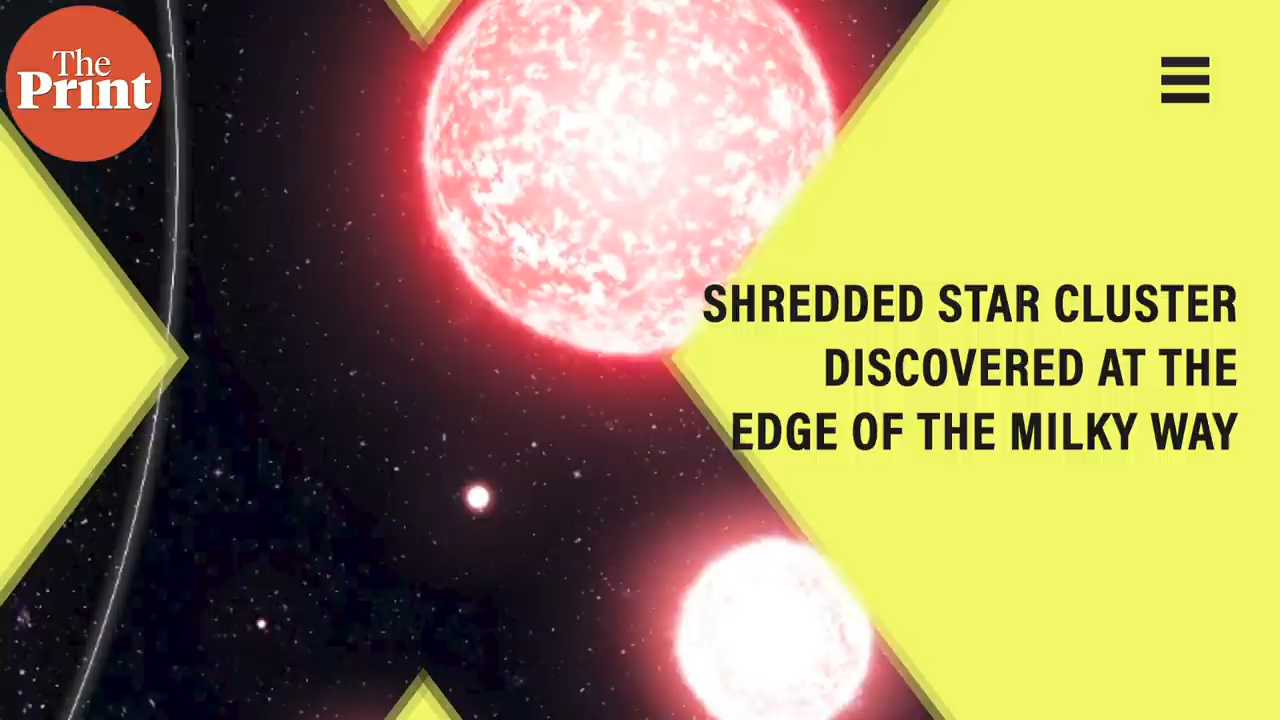 The
Print
SHREDDED STAR CLUSTER
DISCOVERED AT THE
EDGE OF THE MILKY WAY